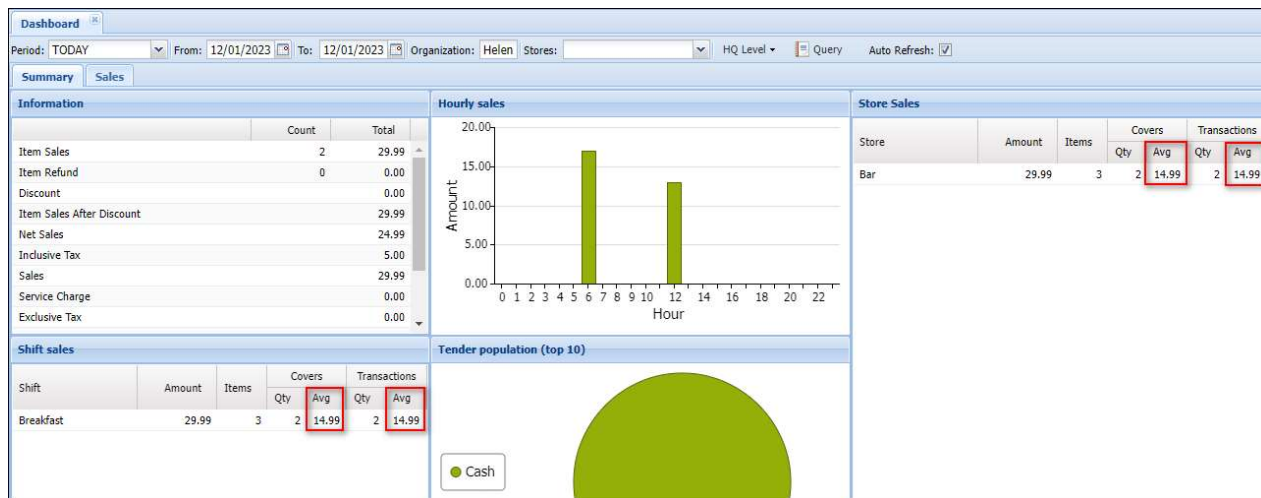 Dashboard
Period: TODAY From: 12/01/2023 To: 12/01/2023 Organization: Helen Stores: HQ Level Query Auto Refresh:
Summary Sales
Information
Count Total
Item Sales 2 29.99
Item Refund 0 0.00
Discount 0.00
Item Sales After Discount 29.99
Net Sales 24.99
Inclusive Tax 5.00
Sales 29.99
Service Charge 0.00
Exclusive Tax 0.00
Hourly sales
20.00
15.00
10.00
5.00
0.00
Amount
0 1 2 3 4 5 6 7 8 9 10 12 14 16 18 20 22
Hour
Store Sales
Store Amount Items Covers Transactions
Qty Avg Qty Avg
Bar 29.99 3 2 14.99 2 14.99
Shift sales
Shift Amount Items Covers Transactions
Qty Avg Qty Avg
Breakfast 29.99 3 2 14.99 2 14.99
Tender population (top 10)
Cash